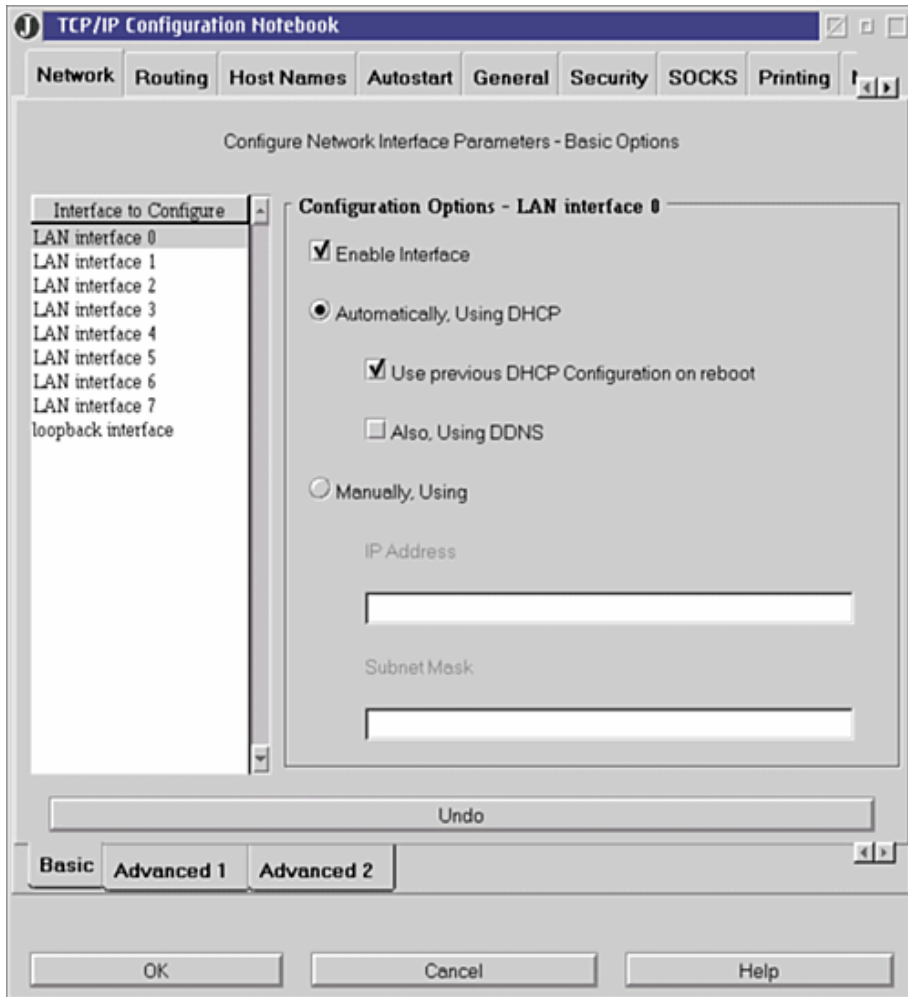 J TCP/IP Configuration Notebook
Network Routing Host Names Autostart General Security SOCKS Printing
Configure Network Interface Parameters - Basic Options
Interface to Configure
LAN interface 0
LAN interface 1
LAN interface 2
LAN interface 3
LAN interface 4
LAN interface 5
LAN interface 6
LAN interface 7
loopback interface
Configuration Options - LAN interface 0
Enable Interface
Automatically, Using DHCP
Use previous DHCP Configuration on reboot
Also, Using DDNS
Manually, Using
IP Address
Subnet Mask
Undo
Basic Advanced 1 Advanced 2
OK Cancel Help